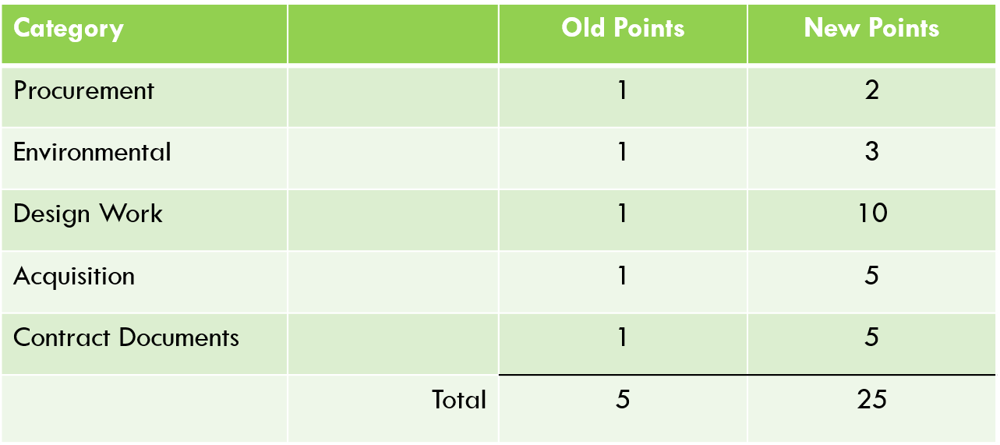 Category Old Points New Points
Procurement 1 2
Environmental 1 3
Design Work 1 10
Acquisition 1 5
Contract Documents 1 5
Total 5 25